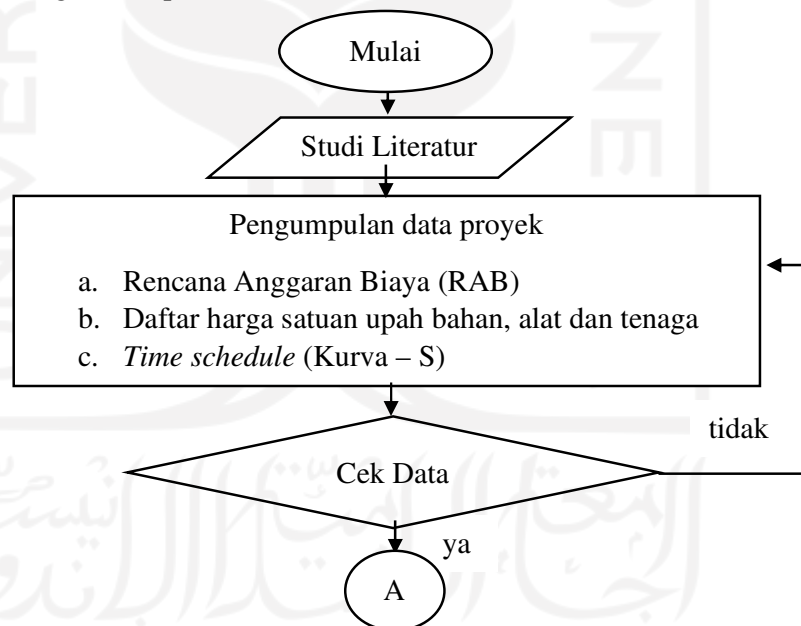 Mulai
Studi Literatur
Pengumpulan data proyek
a. Rencana Anggaran Biaya (RAB)
b. Daftar harga satuan upah bahan, alat dan tenaga
c. Time schedule (Kurva – S)
tidak
Cek Data
ya
A